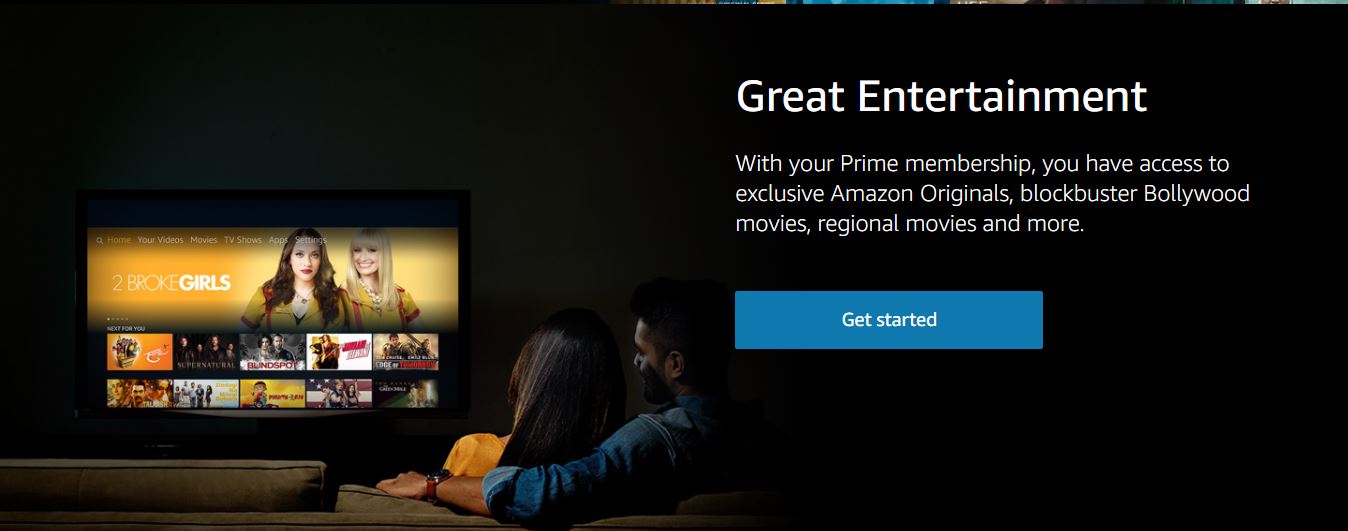 Great Entertainment
With your Prime membership, you have access to
exclusive Amazon Originals, blockbuster Bollywood
movies, regional movies and more.
Get started
Home Your Videos Movies TV Shows Apps Settings
2 BROKE GIRLS
NEXT FOR YOU
SUPERNATURAL BLINDSPOT EDGE OF TOMORROW
GREEN MILE